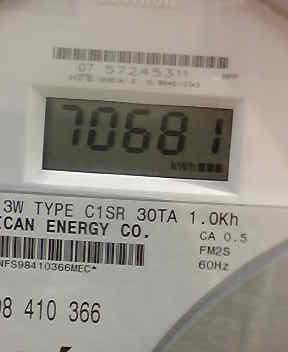 07 57245311
70681
kWh
3W TYPE C1SR 30TA 1.0Kh
ECAN ENERGY CO.
CA 0.5
FM2S
60Hz
NFS98410366MEC*
98 410 366